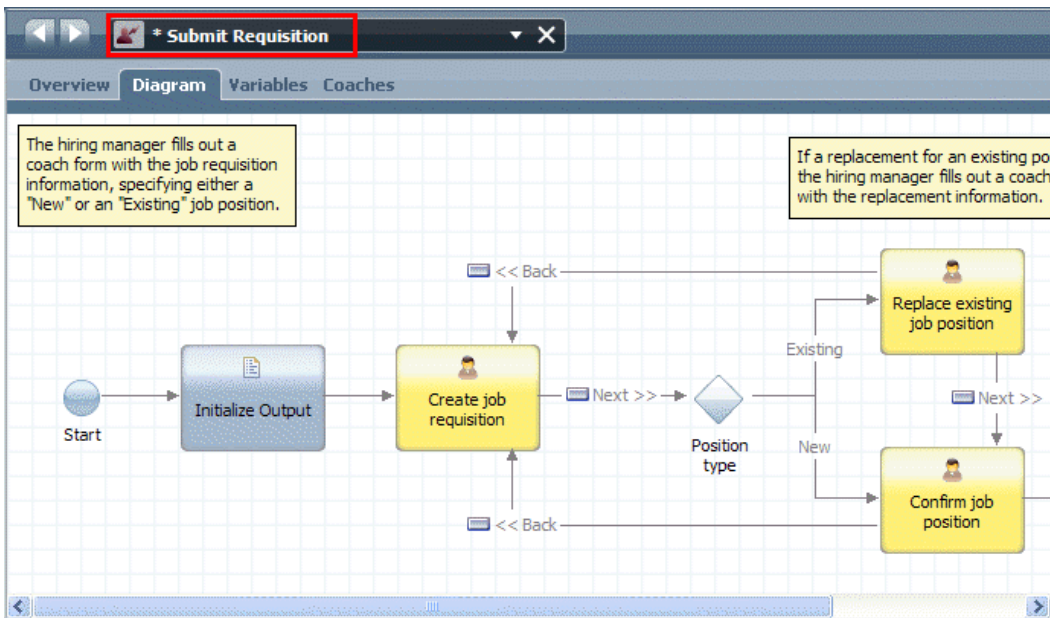 * Submit Requisition
Overview Diagram Variables Coaches
The hiring manager fills out a
coach form with the job requisition
information, specifying either a
"New" or an "Existing" job position.
If a replacement for an existing po
the hiring manager fills out a coach
with the replacement information.
<< Back
Replace existing
job position
Existing
Initialize Output
Create job
requisition
Next >>
Next >>
Start
Position
type
New
Confirm job
position
<< Back